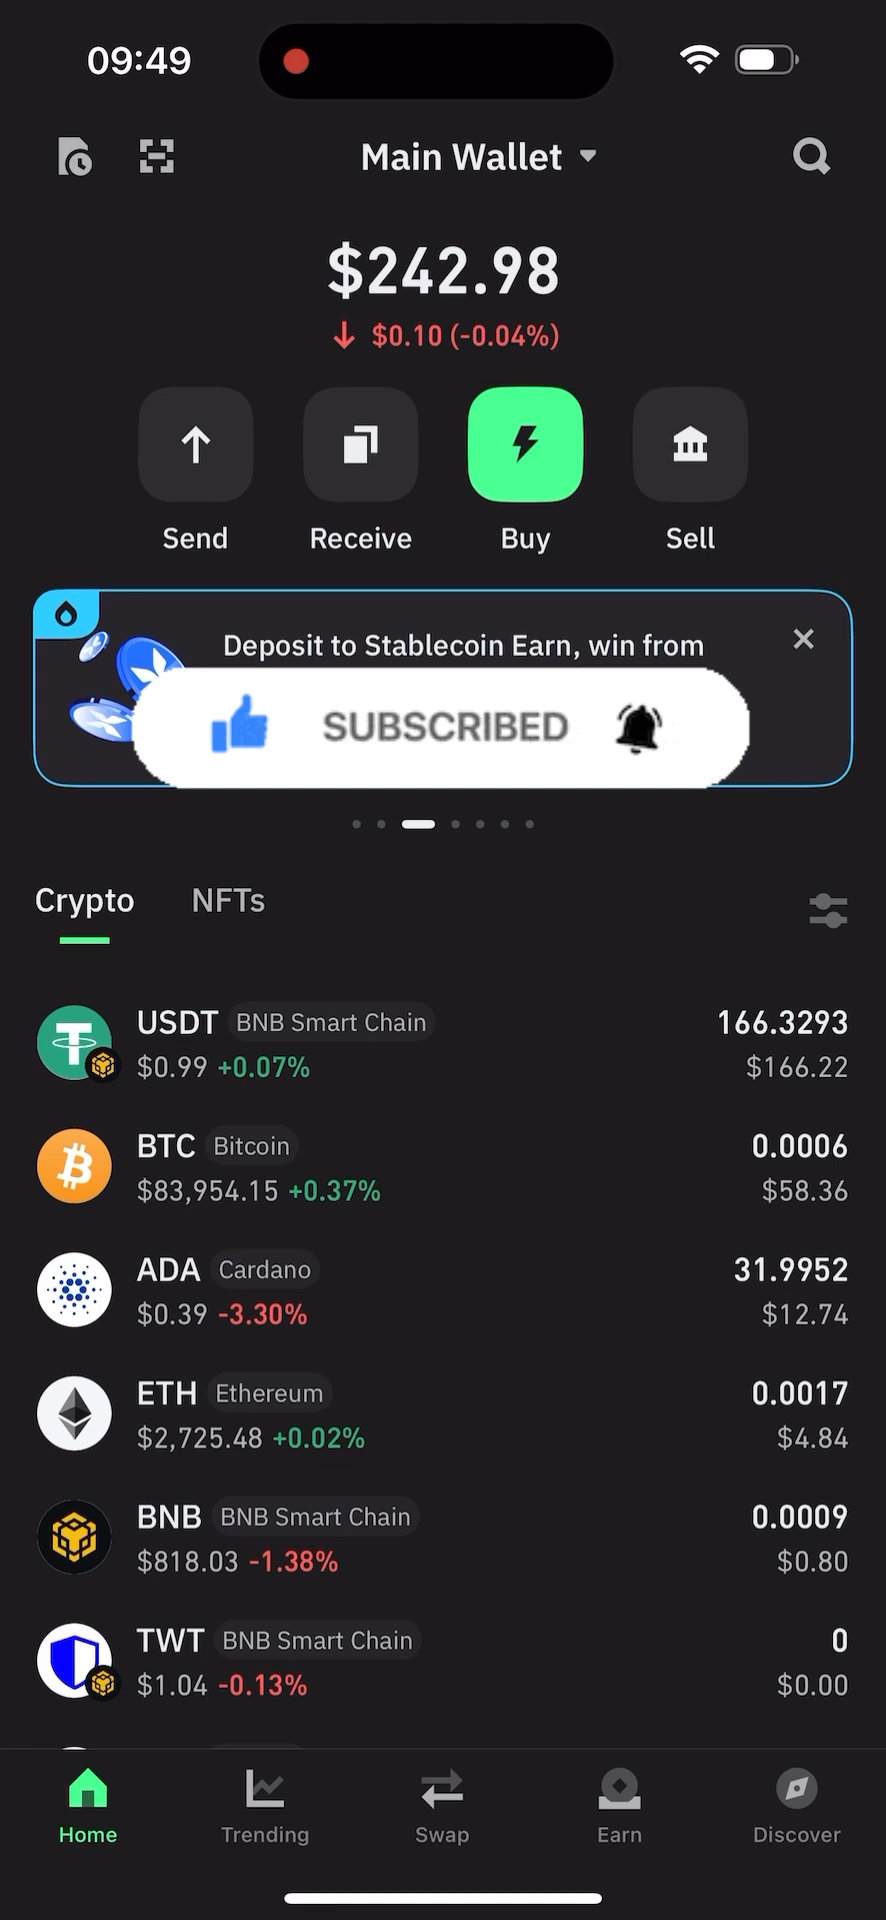 09:49
Main Wallet
$242.98
$0.10 (-0.04%)
Send Receive Buy Sell
Deposit to Stablecoin Earn, win from
SUBSCRIBED
Crypto NFTs
USDT BNB Smart Chain 166.3293
$0.99 +0.07% $166.22
BTC Bitcoin 0.0006
$83,954.15 +0.37% $58.36
ADA Cardano 31.9952
$0.39 -3.30% $12.74
ETH Ethereum 0.0017
$2,725.48 +0.02% $4.84
BNB BNB Smart Chain 0.0009
$818.03 -1.38% $0.80
TWT BNB Smart Chain 0
$1.04 -0.13% $0.00
Home Trending Swap Earn Discover